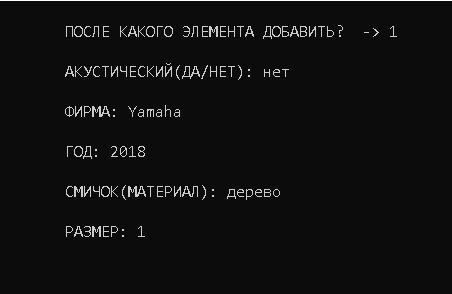 ПОСЛЕ КАКОГО ЭЛЕМЕНТА ДОБАВИТЬ?  -> 1
АКУСТИЧЕСКИЙ(ДА/НЕТ): нет
ФИРМА: Yamaha
ГОД: 2018
СМИЧОК(МАТЕРИАЛ): дерево
РАЗМЕР: 1